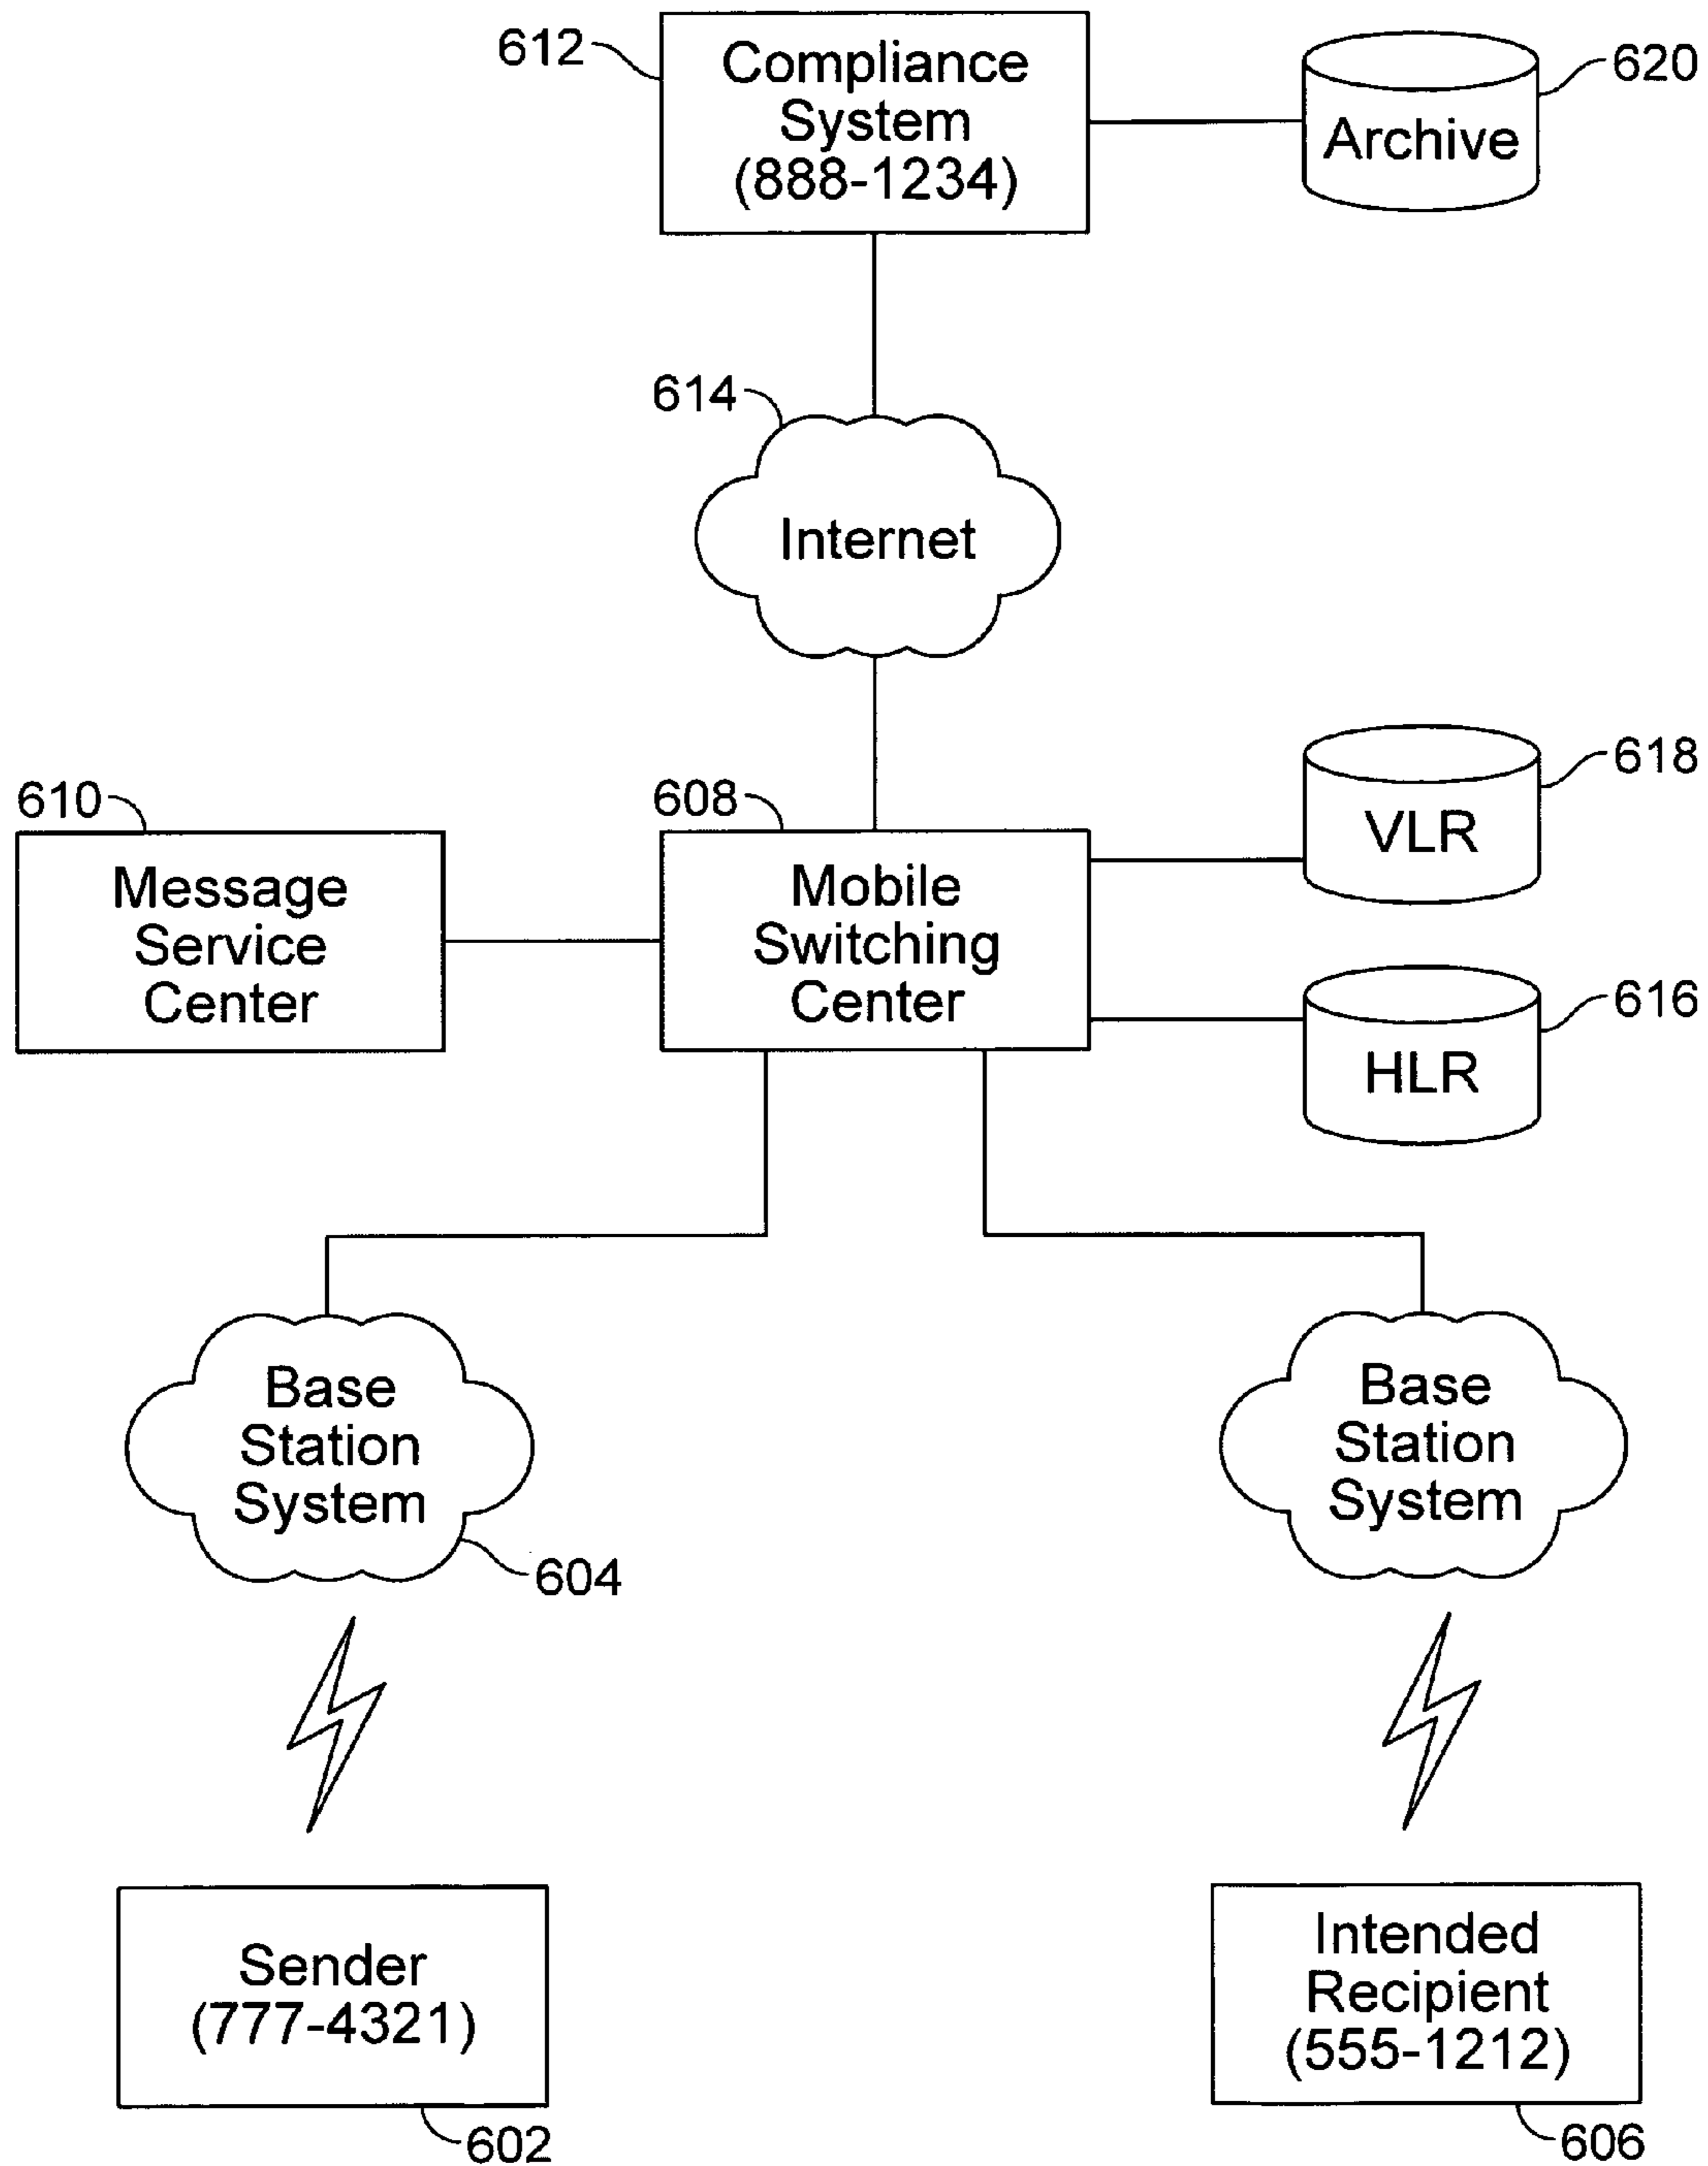 612
Compliance
System
(888-1234)
620
Archive
614
Internet
618
VLR
610
Message
Service
Center
608
Mobile
Switching
Center
616
HLR
Base
Station
System
604
Base
Station
System
Sender
(777-4321)
602
Intended
Recipient
(555-1212)
606